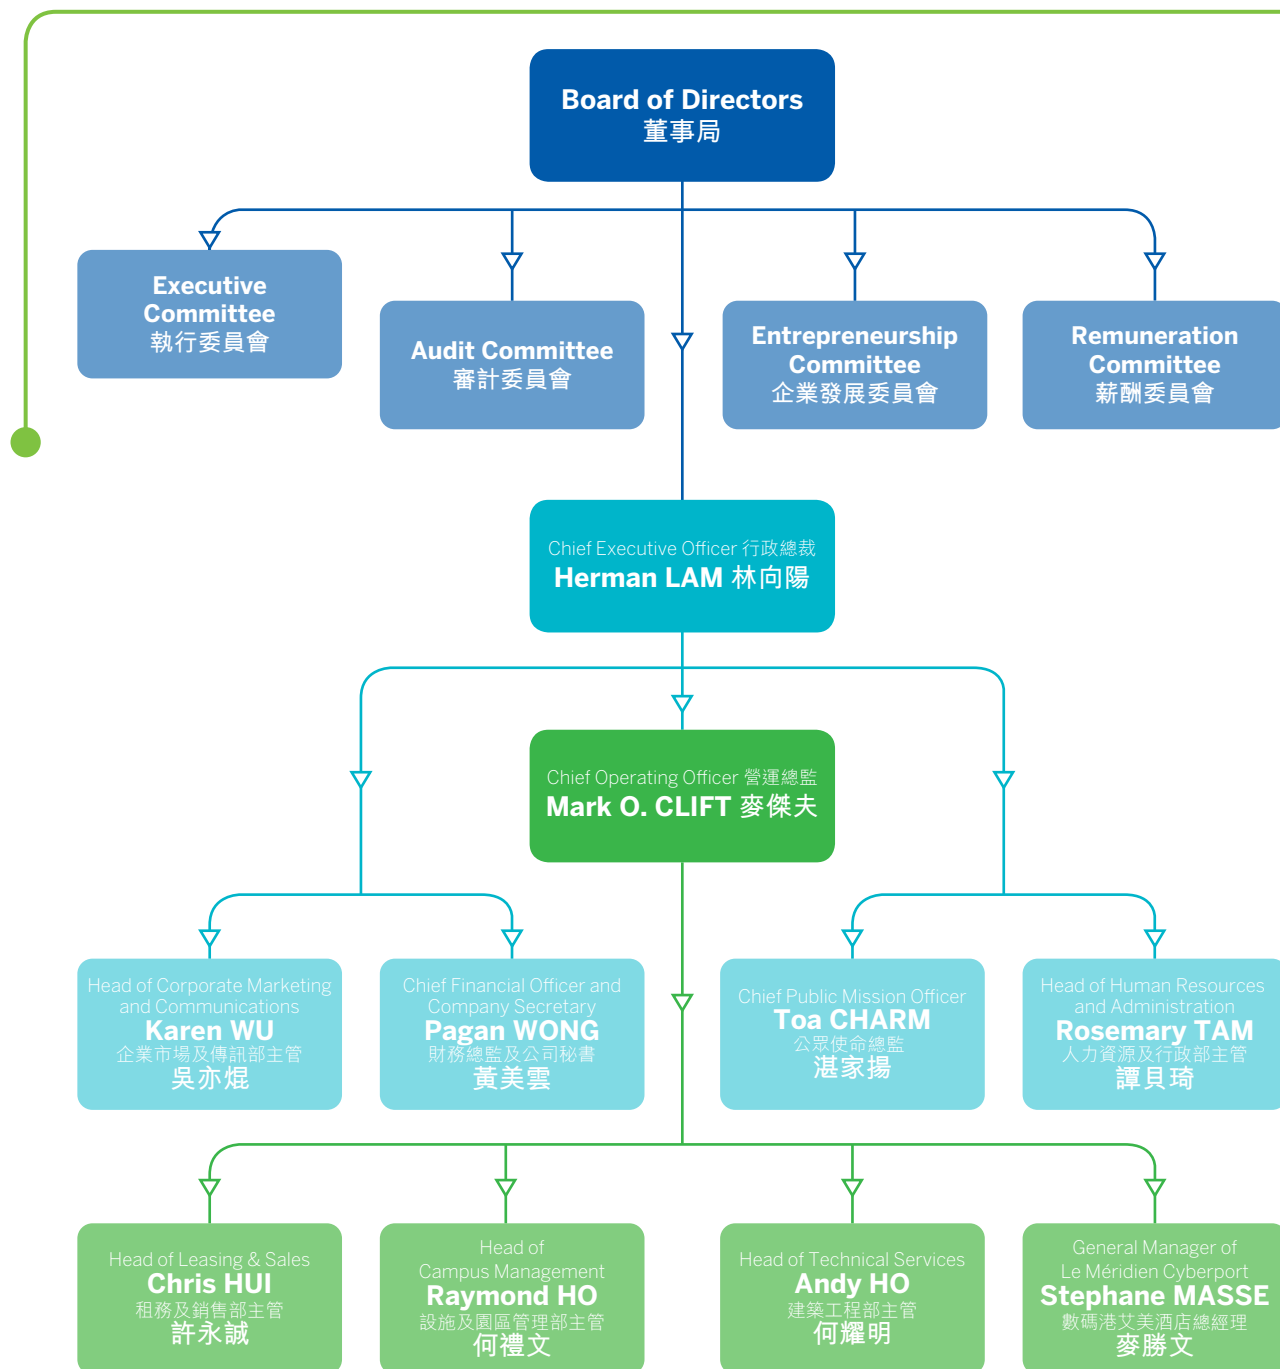 Board of Directors
董事局
Executive
Committee
執行委員會
Audit Committee
審計委員會
Entrepreneurship
Committee
企業發展委員會
Remuneration
Committee
薪酬委員會
Chief Executive Officer 行政總裁
Herman LAM 林向陽
Chief Operating Officer 營運總監
Mark O. CLIFT 麥傑夫
Head of Corporate Marketing
and Communications
Karen WU
企業市場及傳訊部主管
吳亦焜
Chief Financial Officer and
Company Secretary
Pagan WONG
財務總監及公司秘書
黃美雲
Chief Public Mission Officer
Toa CHARM
公眾使命總監
湛家揚
Head of Human Resources
and Administration
Rosemary TAM
人力資源及行政部主管
譚貝琦
Head of Leasing & Sales
Chris HUI
租務及銷售部主管
許永誠
Head of
Campus Management
Raymond HO
設施及園區管理部主管
何禮文
Head of Technical Services
Andy HO
建築工程部主管
何耀明
General Manager of
Le Méridien Cyberport
Stephane MASSE
數碼港艾美酒店總經理
麥勝文